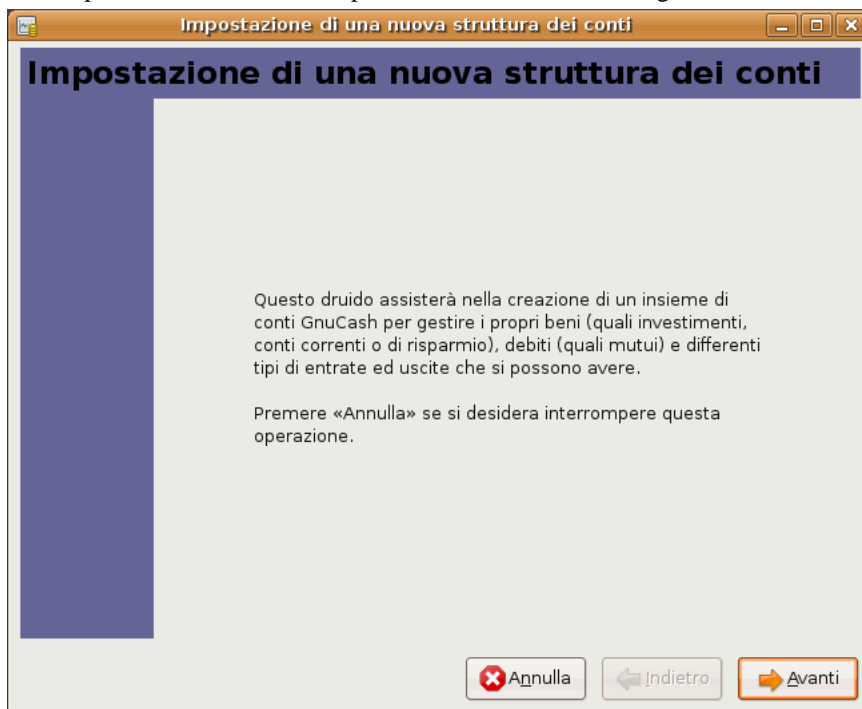 Impostazione di una nuova struttura dei conti
Impostazione di una nuova struttura dei conti
Questo druido assisterà nella creazione di un insieme di
conti GnuCash per gestire i propri beni (quali investimenti,
conti correnti o di risparmio), debiti (quali mutui) e differenti
tipi di entrate ed uscite che si possono avere.
Premere «Annulla» se si desidera interrompere questa
operazione.
Annulla Indietro Avanti